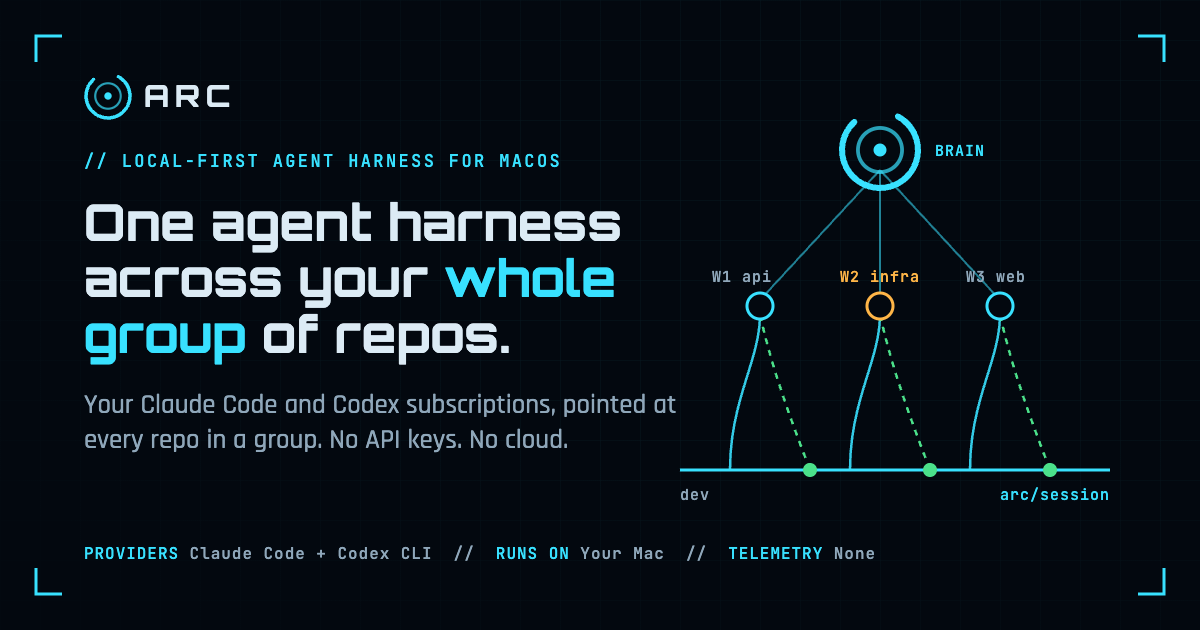 ARC
// LOCAL-FIRST AGENT HARNESS FOR MACOS
One agent harness
across your whole
group of repos.
Your Claude Code and Codex subscriptions, pointed at
every repo in a group. No API keys. No cloud.
BRAIN
W1 api
W2 infra
W3 web
dev
arc/session
PROVIDERS Claude Code + Codex CLI // RUNS ON Your Mac // TELEMETRY None